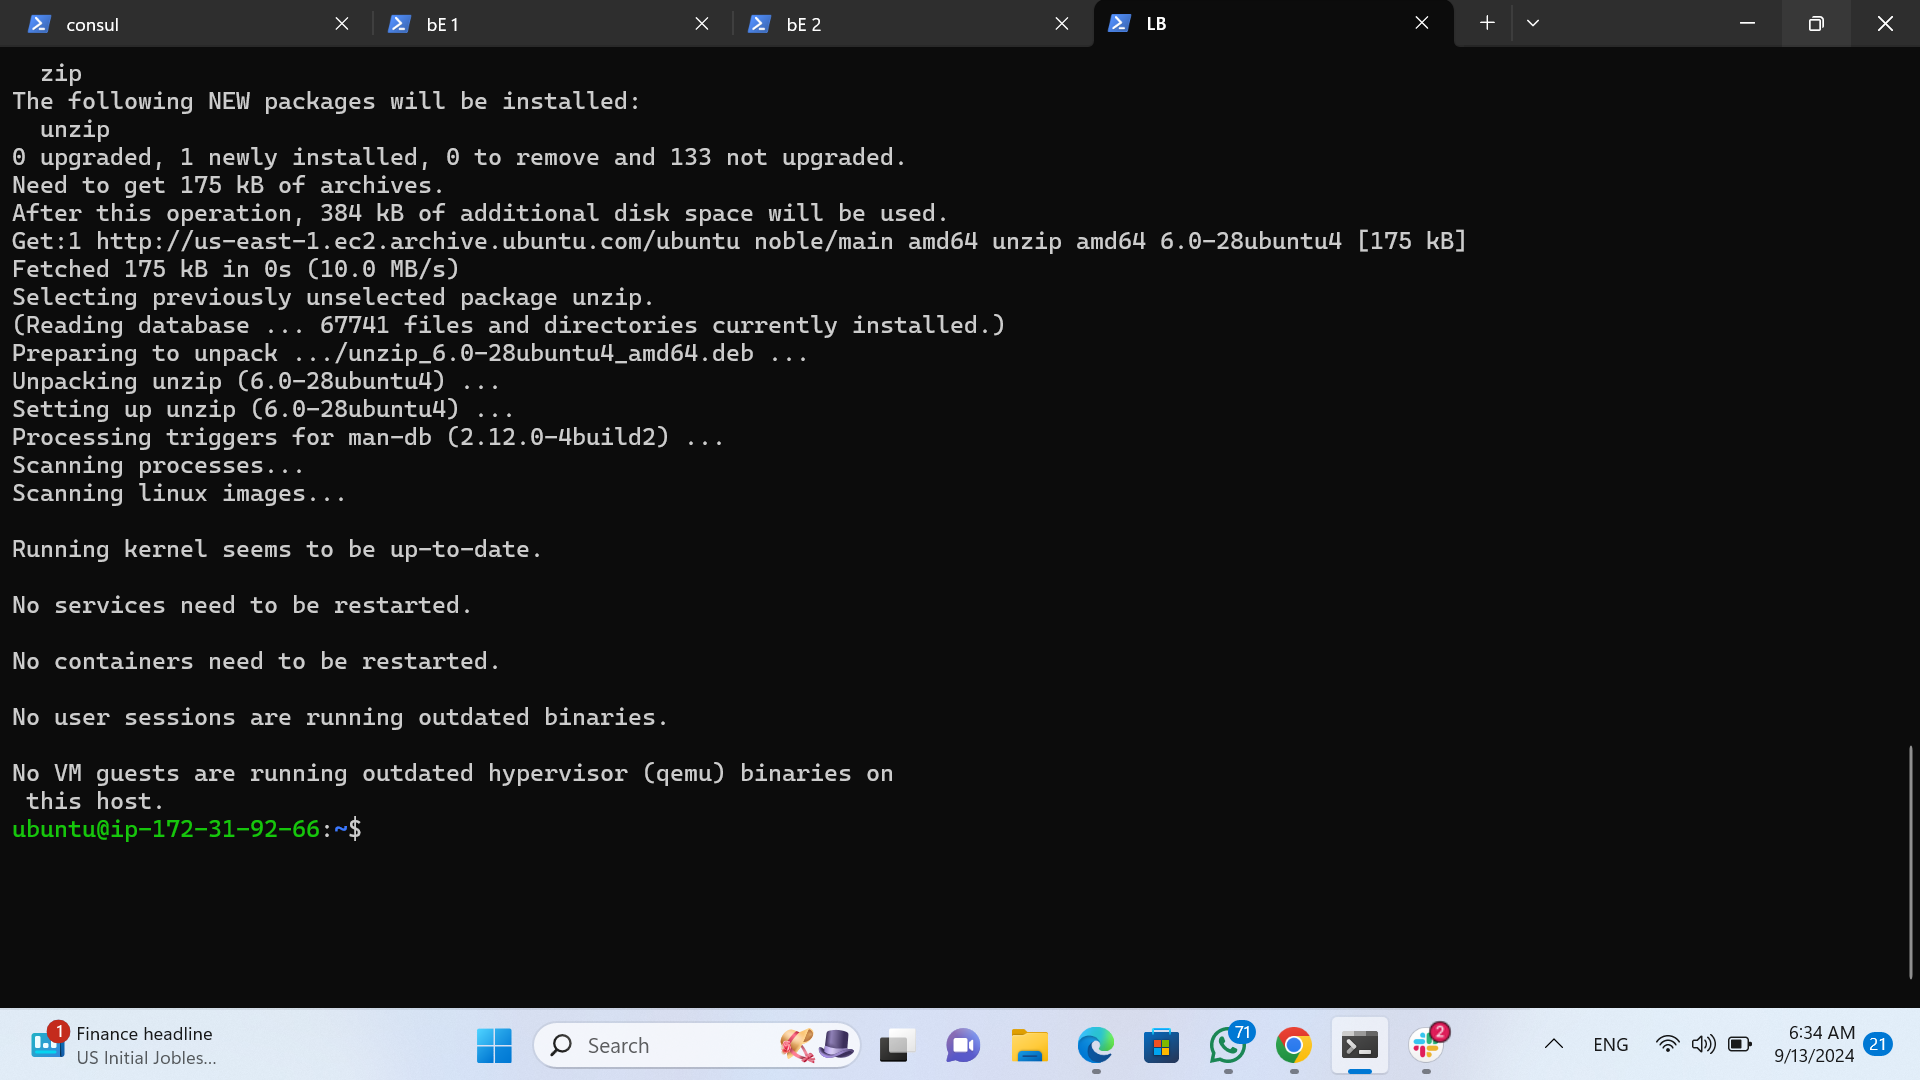 consul
bE 1
bE 2
LB
zip
The following NEW packages will be installed:
unzip
0 upgraded, 1 newly installed, 0 to remove and 133 not upgraded.
Need to get 175 kB of archives.
After this operation, 384 kB of additional disk space will be used.
Get:1 http://us-east-1.ec2.archive.ubuntu.com/ubuntu noble/main amd64 unzip amd64 6.0-28ubuntu4 [175 kB]
Fetched 175 kB in 0s (10.0 MB/s)
Selecting previously unselected package unzip.
(Reading database ... 67741 files and directories currently installed.)
Preparing to unpack .../unzip_6.0-28ubuntu4_amd64.deb ...
Unpacking unzip (6.0-28ubuntu4) ...
Setting up unzip (6.0-28ubuntu4) ...
Processing triggers for man-db (2.12.0-4build2) ...
Scanning processes...
Scanning linux images...
Running kernel seems to be up-to-date.
No services need to be restarted.
No containers need to be restarted.
No user sessions are running outdated binaries.
No VM guests are running outdated hypervisor (qemu) binaries on
this host.
ubuntu@ip-172-31-92-66:~$
1
Finance headline
US Initial Jobles...
Search
71
2
ENG
6:34 AM
9/13/2024
21